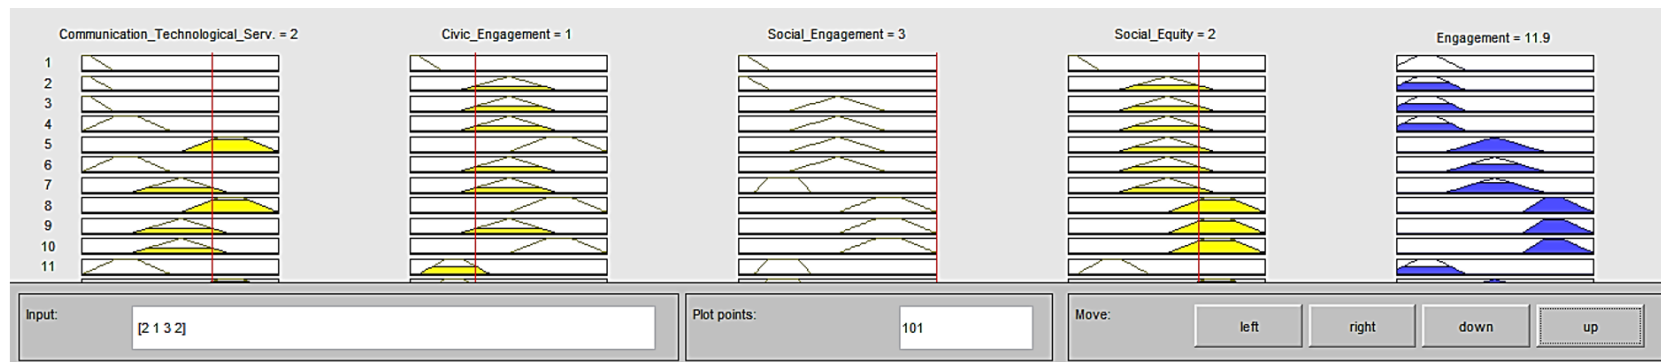 Communication_Technological_Serv. = 2
Civic_Engagement = 1
Social_Engagement = 3
Social_Equity = 2
Engagement = 11.9
1
2
3
4
5
6
7
8
9
10
11
Input:
[2 1 3 2]
Plot points:
101
Move:
left
right
down
up